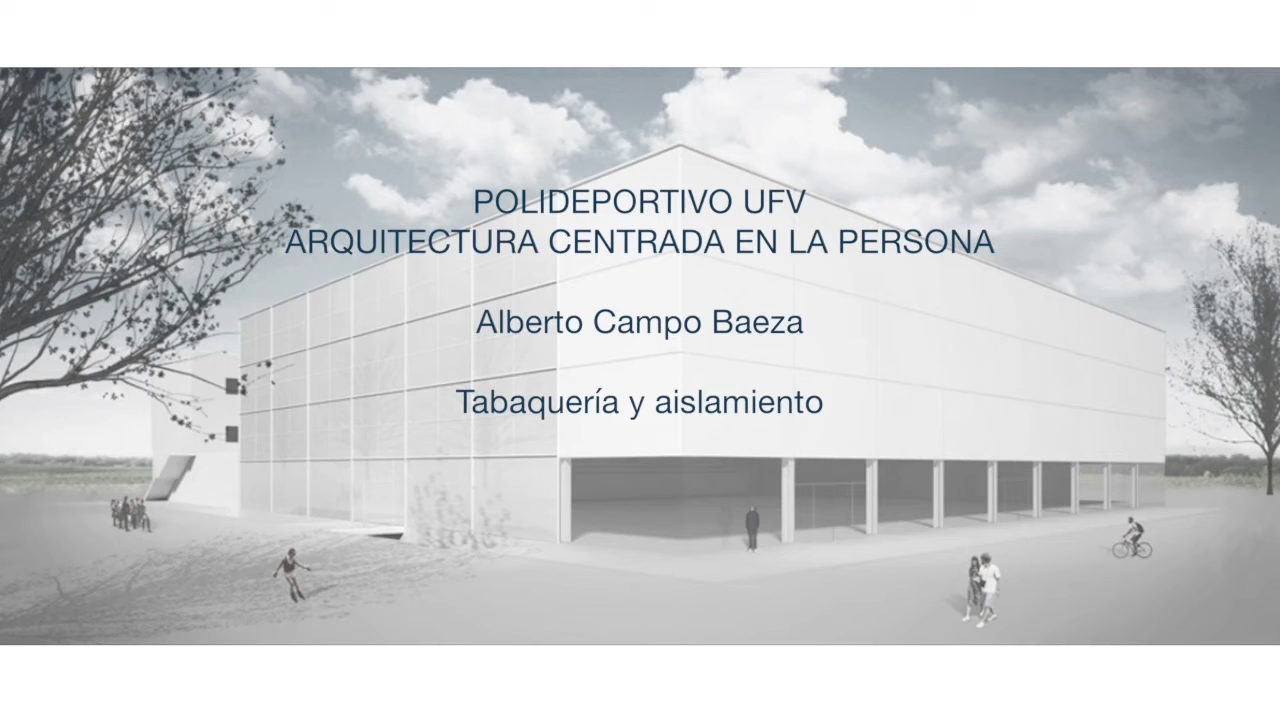 POLIDEPORTIVO UFV
ARQUITECTURA CENTRADA EN LA PERSONA
Alberto Campo Baeza
Tabaquería y aislamiento